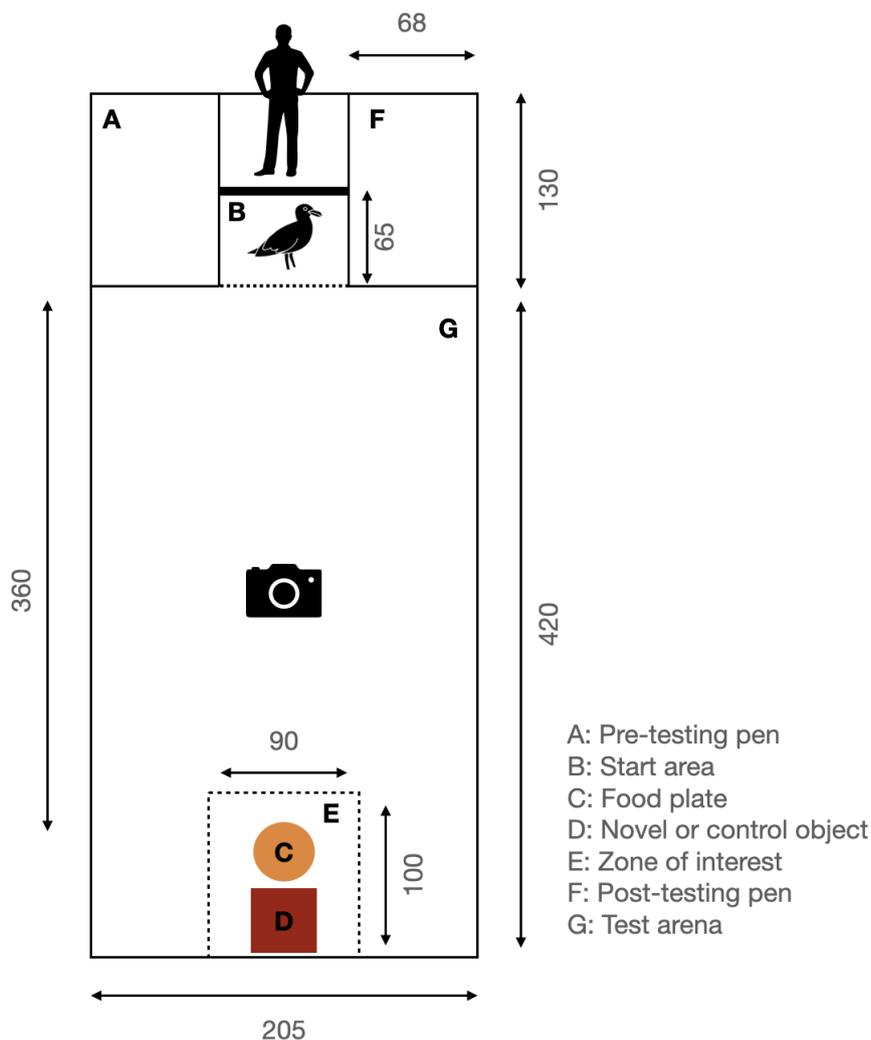 68
A
F
130
B
65
G
360
420
90
E
C
100
D
205
A: Pre-testing pen
B: Start area
C: Food plate
D: Novel or control object
E: Zone of interest
F: Post-testing pen
G: Test arena